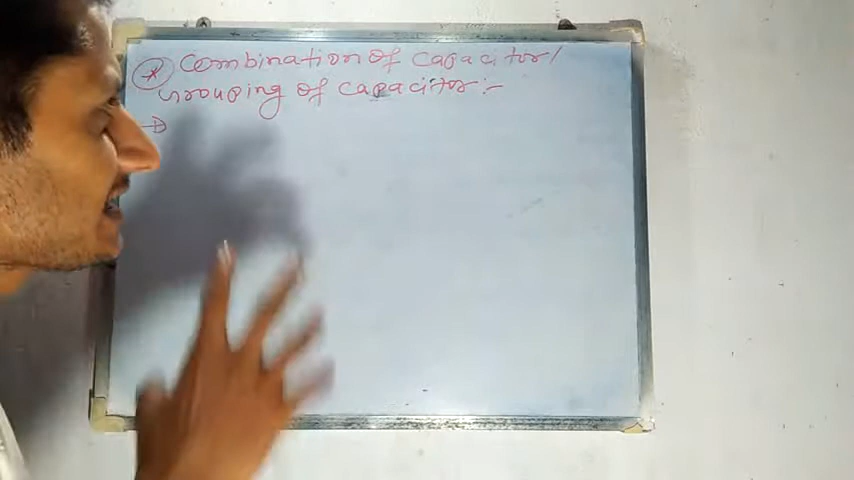 * Combination of capacitor/
Grouping of capacitor :-
→